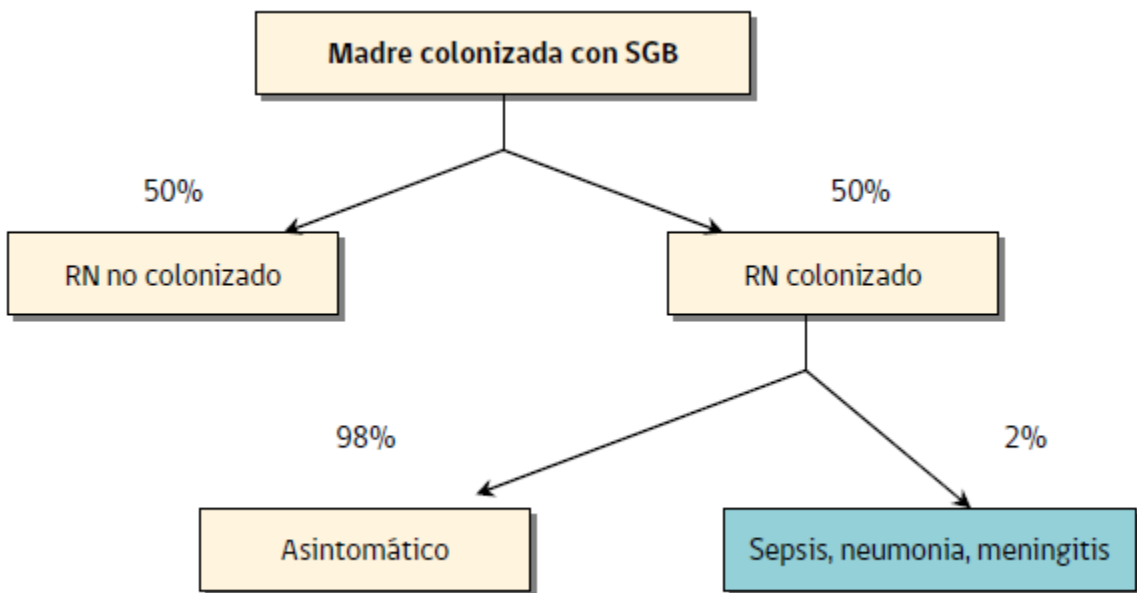 Madre colonizada con SGB
50%
50%
RN no colonizado
RN colonizado
98%
2%
Asintomático
Sepsis, neumonia, meningitis